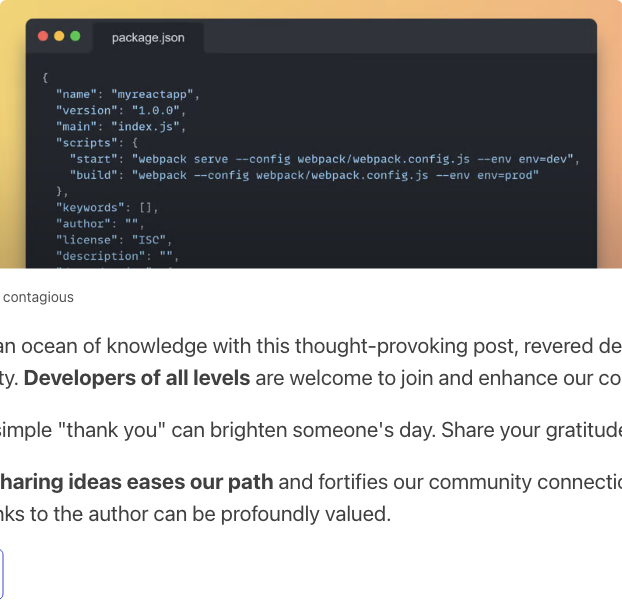 package.json
{
"name": "myreactapp",
"version": "1.0.0",
"main": "index.js",
"scripts": {
"start": "webpack serve --config webpack/webpack.config.js --env env=dev",
"build": "webpack --config webpack/webpack.config.js --env env=prod"
},
"keywords": [],
"author": "",
"license": "ISC",
"description": "",
contagious
an ocean of knowledge with this thought-provoking post, revered de
ty. Developers of all levels are welcome to join and enhance our co
simple "thank you" can brighten someone's day. Share your gratitude
haring ideas eases our path and fortifies our community connectio
nks to the author can be profoundly valued.